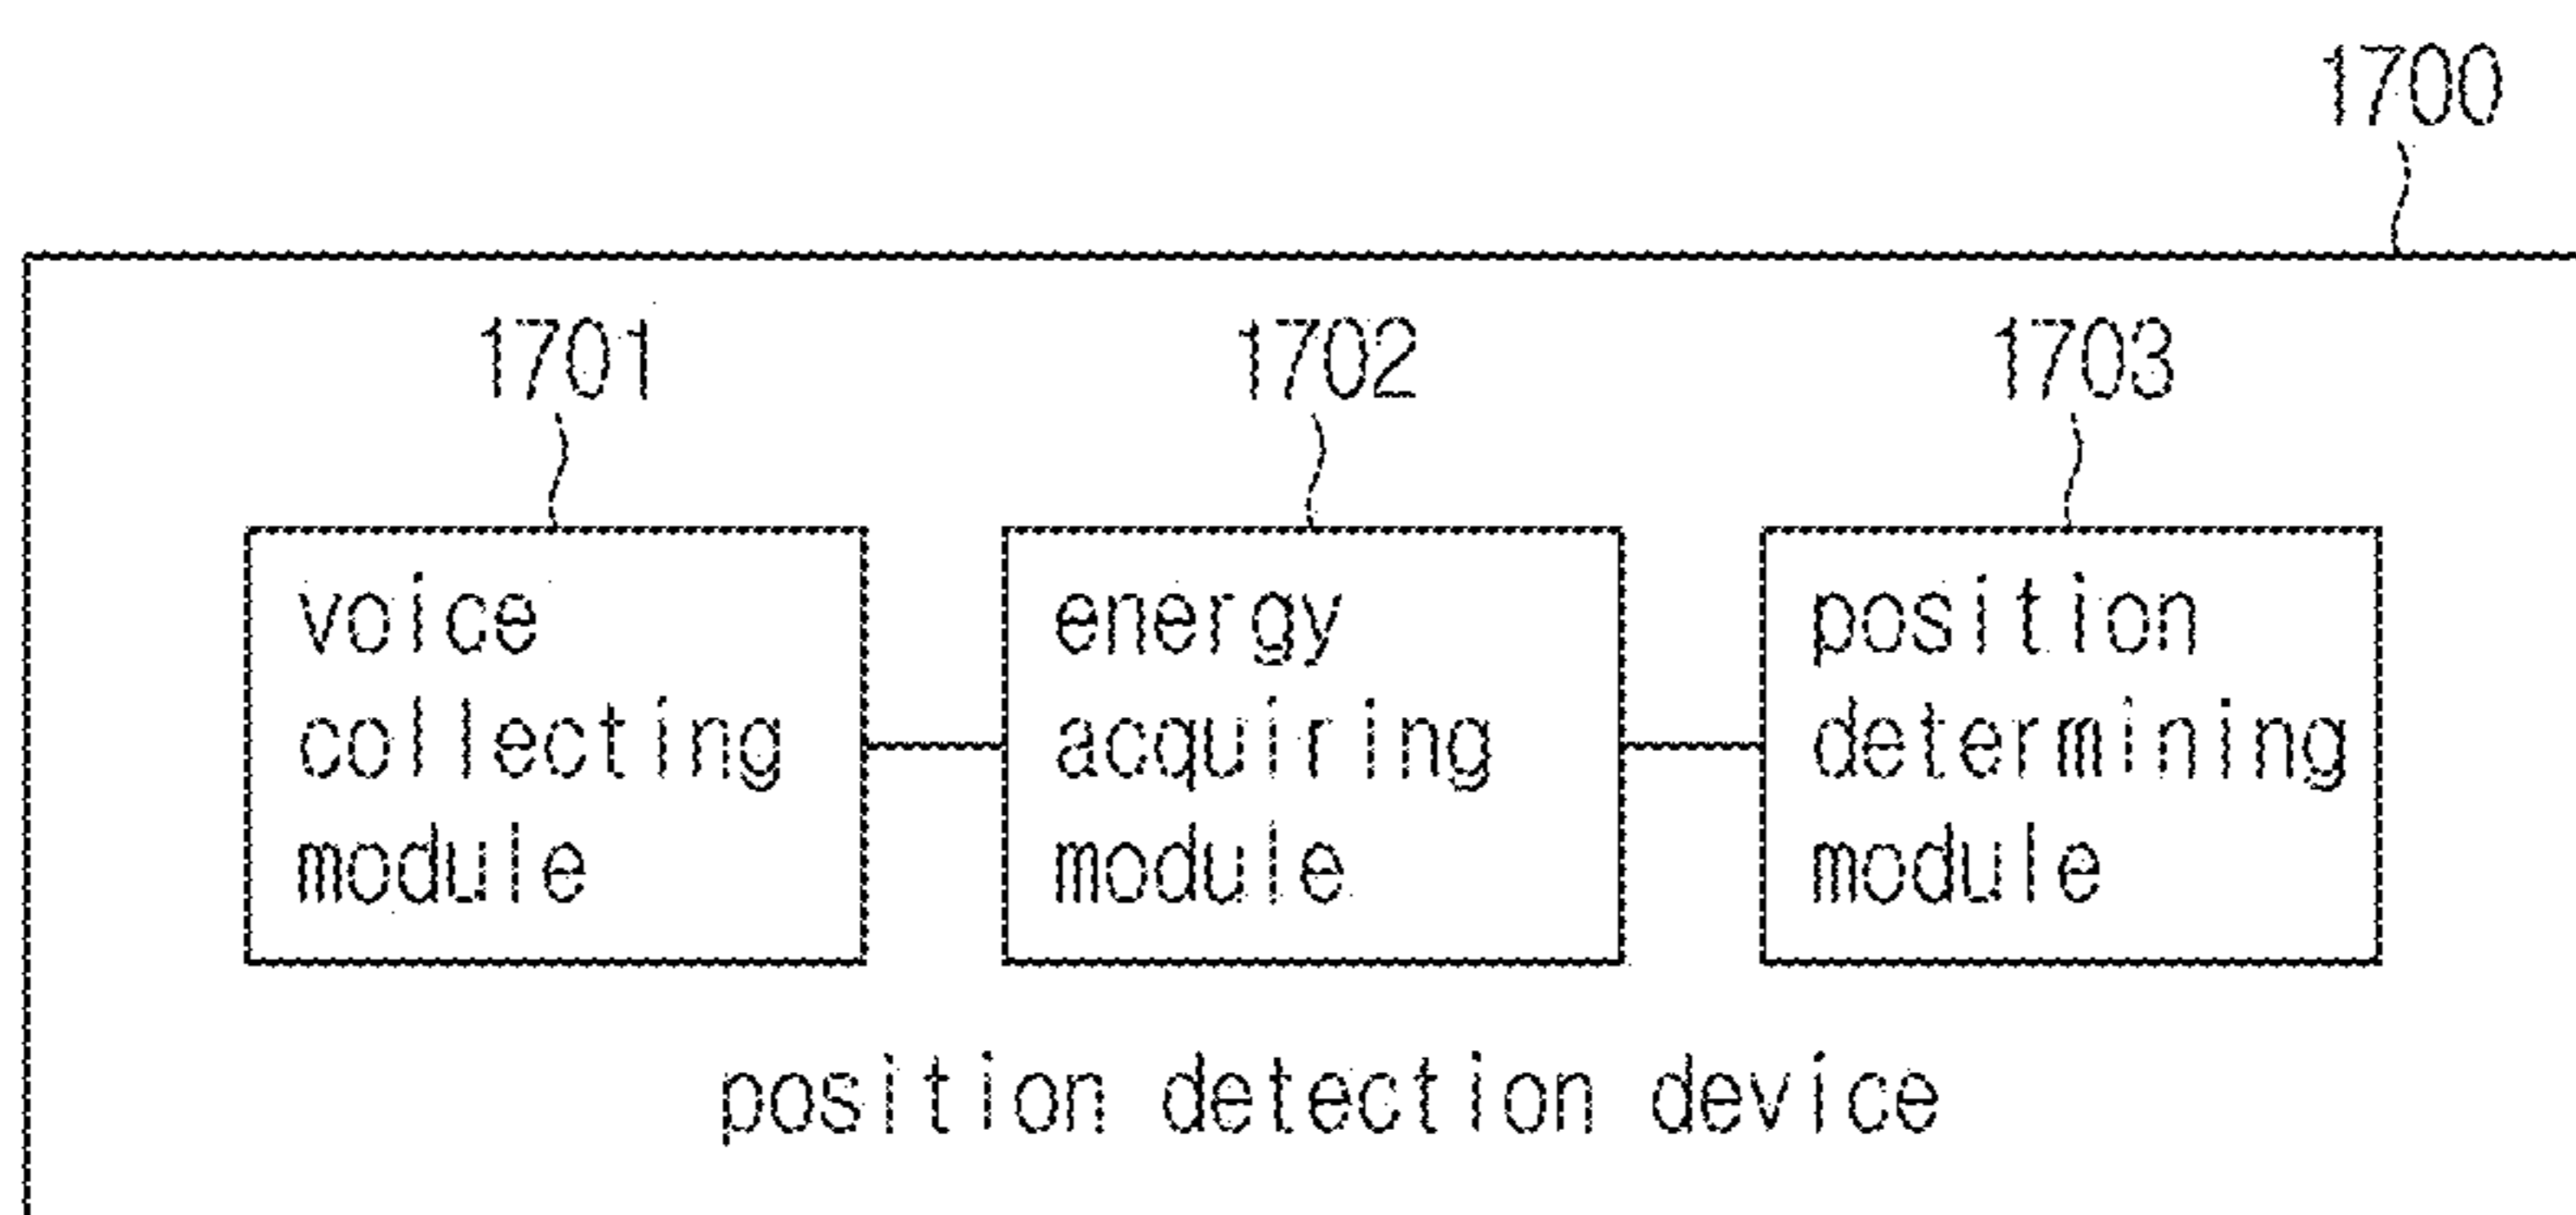 1700
1701
1702
1703
voice
collecting
module
energy
acquiring
module
position
determining
module
position detection device